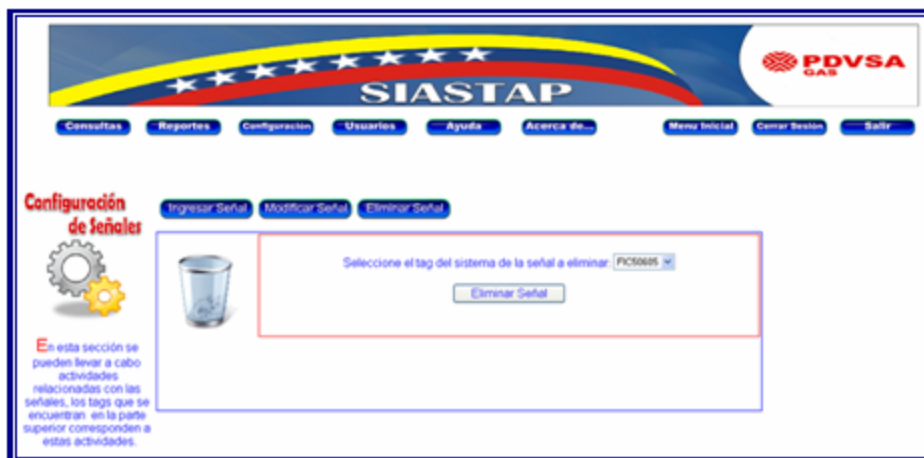 SIASTAP
PDVSA
GAS
Consultas Reportes Configuración Usuarios Ayuda Acerca de... Menu Inicial Cerrar Sesión Salir
Configuración
de Señales
Ingresar Señal Modificar Señal Eliminar Señal
Seleccione el tag del sistema de la señal a eliminar: FIC50605
Eliminar Señal
En esta sección se
pueden llevar a cabo
actividades
relacionadas con las
señales, los tags que se
encuentran en la parte
superior corresponden a
estas actividades.